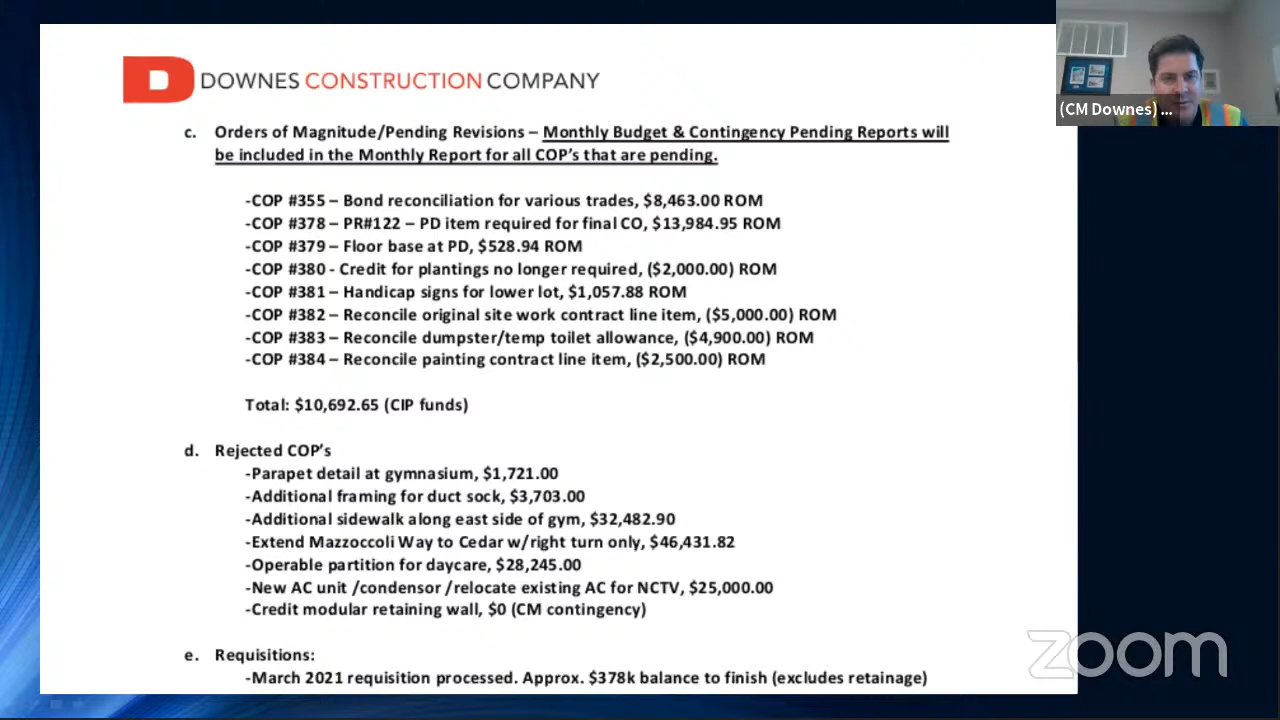 D DOWNES CONSTRUCTION COMPANY
(CM Downes) ...
c. Orders of Magnitude/Pending Revisions – Monthly Budget & Contingency Pending Reports will
be included in the Monthly Report for all COP's that are pending.
-COP #355 – Bond reconciliation for various trades, $8,463.00 ROM
-COP #378 – PR#122 – PD item required for final CO, $13,984.95 ROM
-COP #379 – Floor base at PD, $528.94 ROM
-COP #380 - Credit for plantings no longer required, ($2,000.00) ROM
-COP #381 – Handicap signs for lower lot, $1,057.88 ROM
-COP #382 – Reconcile original site work contract line item, ($5,000.00) ROM
-COP #383 – Reconcile dumpster/temp toilet allowance, ($4,900.00) ROM
-COP #384 – Reconcile painting contract line item, ($2,500.00) ROM
Total: $10,692.65 (CIP funds)
d. Rejected COP's
-Parapet detail at gymnasium, $1,721.00
-Additional framing for duct sock, $3,703.00
-Additional sidewalk along east side of gym, $32,482.90
-Extend Mazzoccoli Way to Cedar w/right turn only, $46,431.82
-Operable partition for daycare, $28,245.00
-New AC unit /condensor /relocate existing AC for NCTV, $25,000.00
-Credit modular retaining wall, $0 (CM contingency)
e. Requisitions:
-March 2021 requisition processed. Approx. $378k balance to finish (excludes retainage)
zoom